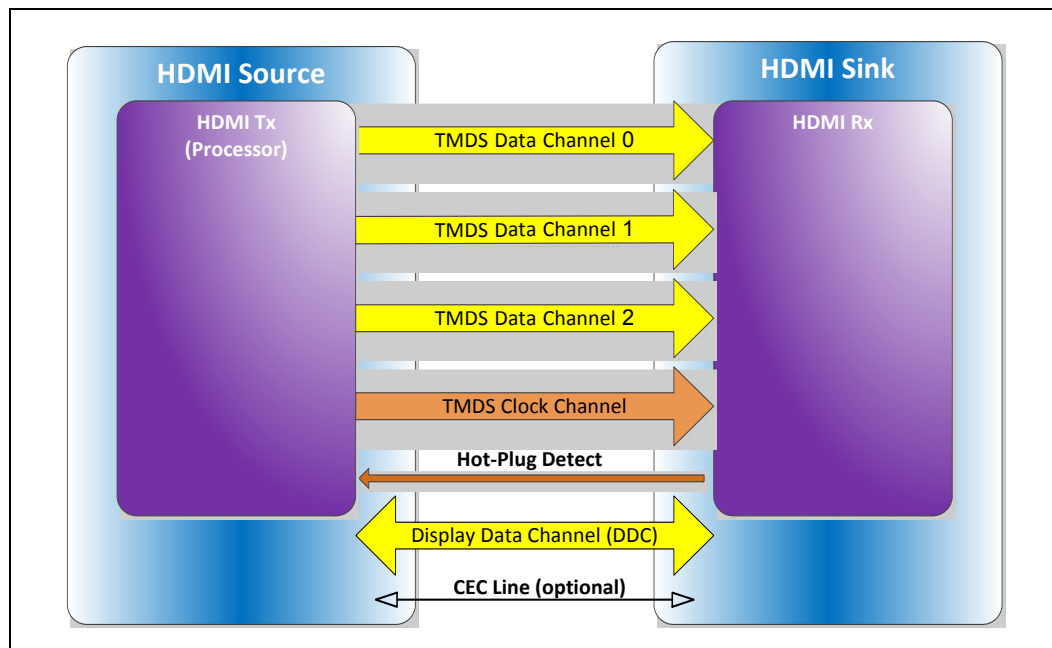 HDMI Source
HDMI Sink
HDMI Tx
(Processor)
HDMI Rx
TMDS Data Channel 0
TMDS Data Channel 1
TMDS Data Channel 2
TMDS Clock Channel
Hot-Plug Detect
Display Data Channel (DDC)
CEC Line (optional)